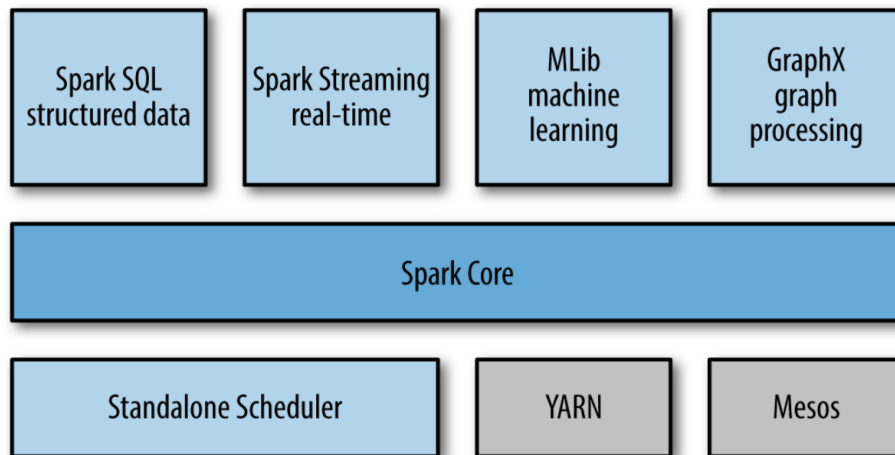 Spark SQL
structured data
Spark Streaming
real-time
MLib
machine
learning
GraphX
graph
processing
Spark Core
Standalone Scheduler
YARN
Mesos